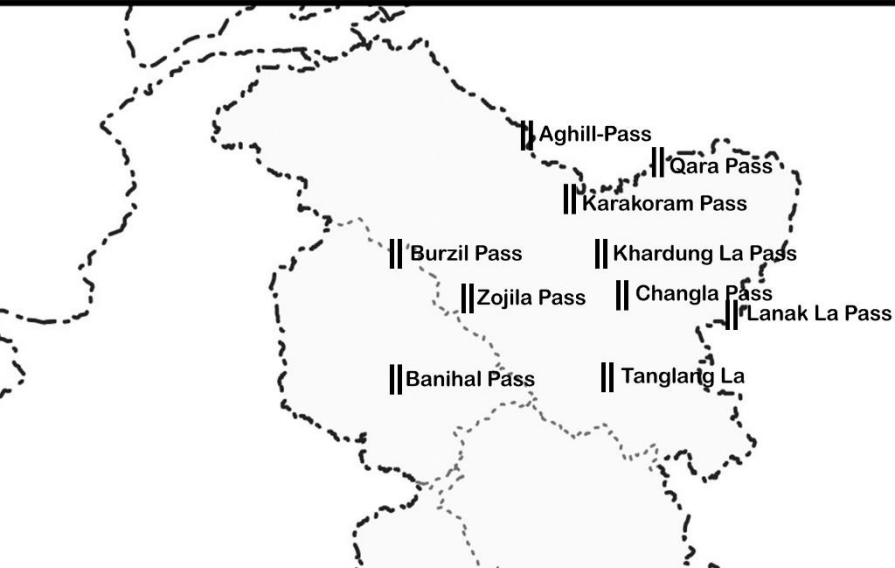 Aghill-Pass
Qara Pass
Karakoram Pass
Burzil Pass
Khardung La Pass
Zojila Pass
Changla Pass
Lanak La Pass
Banihal Pass
Tanglang La